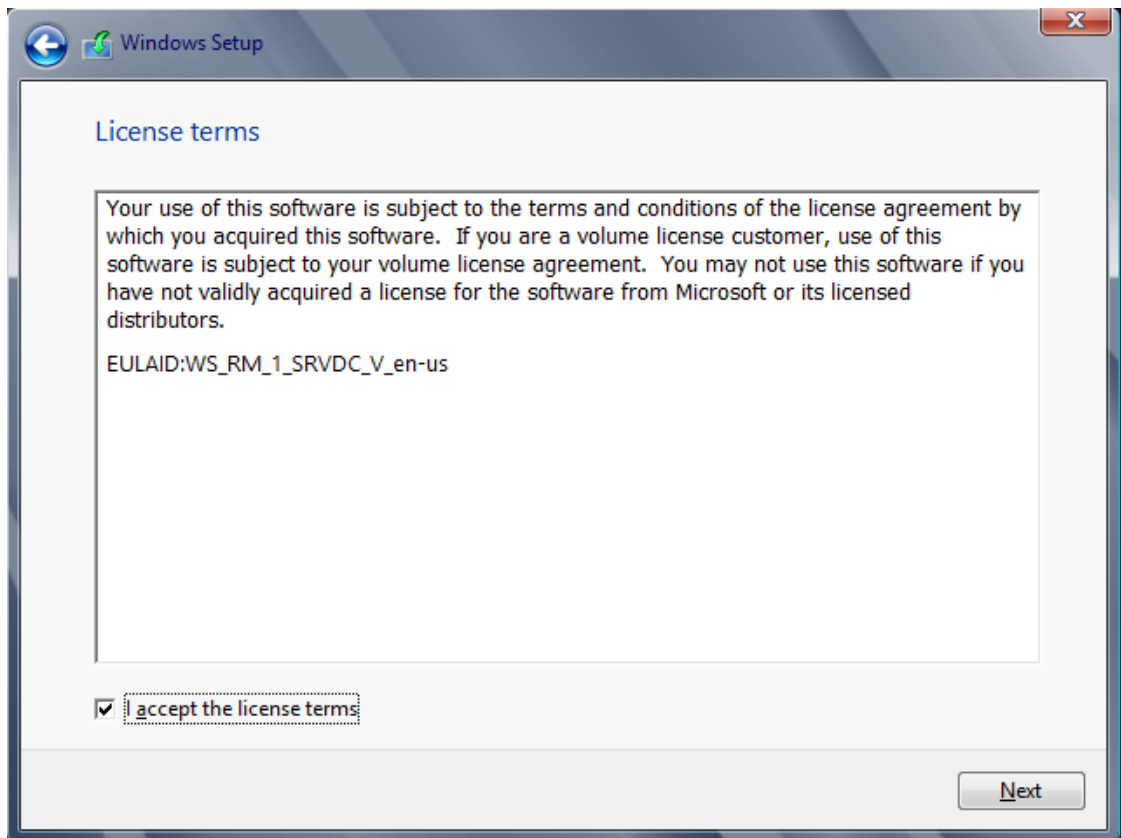 Windows Setup
License terms
Your use of this software is subject to the terms and conditions of the license agreement by
which you acquired this software.  If you are a volume license customer, use of this
software is subject to your volume license agreement.  You may not use this software if you
have not validly acquired a license for the software from Microsoft or its licensed
distributors.
EULAID:WS_RM_1_SRVDC_V_en-us
I accept the license terms
Next